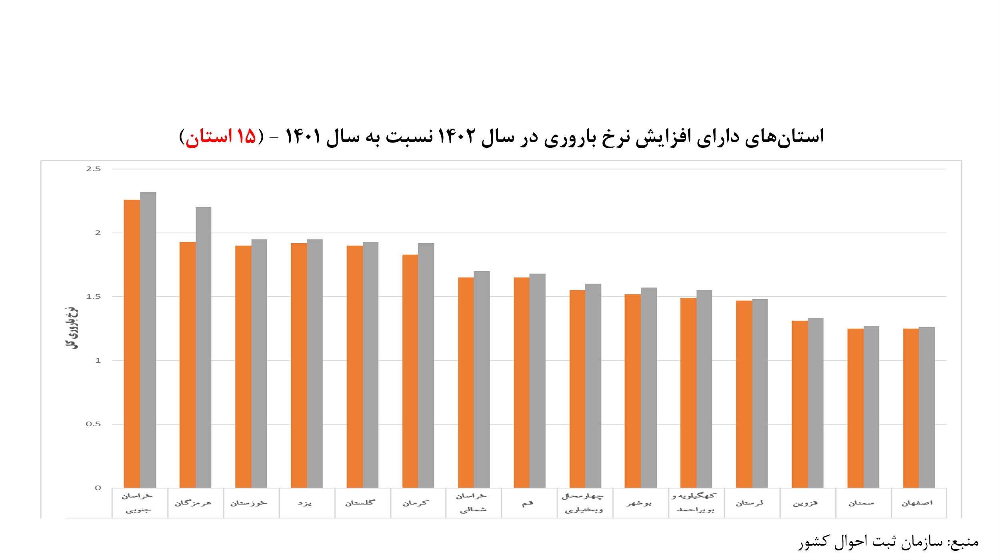 استان‌های دارای افزایش نرخ باروری در سال ۱۴۰۲ نسبت به سال ۱۴۰۱ – (۱۵ استان)
2.5
2
1.5
1
0.5
0
نرخ باروری کل
خراسان جنوبی
هرمزگان
خوزستان
یزد
گلستان
کرمان
خراسان شمالی
قم
چهارمحال وبختیاری
بوشهر
کهگیلویه و بویراحمد
لرستان
قزوین
سمنان
اصفهان
منبع: سازمان ثبت احوال کشور